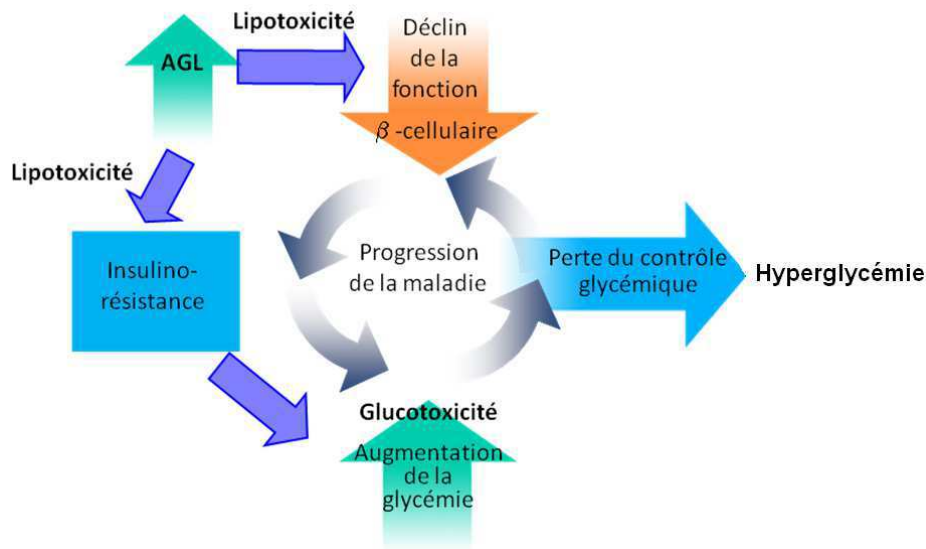 Lipotoxicité
AGL
Déclin
de la
fonction
β -cellulaire
Lipotoxicité
Insulino-
résistance
Progression
de la maladie
Perte du contrôle
glycémique
Hyperglycémie
Glucotoxicité
Augmentation
de la
glycémie